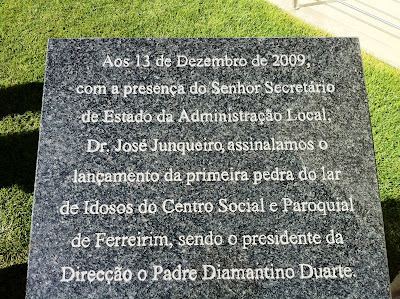 Aos 13 de Dezembro de 2009,
com a presença do Senhor Secretário
de Estado da Administração Local,
Dr. José Junqueiro, assinalamos o
lançamento da primeira pedra do lar
de Idosos do Centro Social e Paroquial
de Ferreirim, sendo o presidente da
Direcção o Padre Diamantino Duarte.